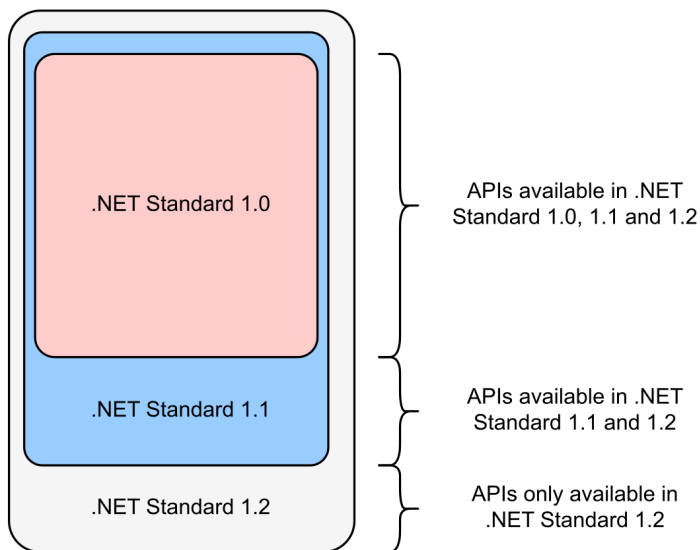 .NET Standard 1.0
APIs available in .NET
Standard 1.0, 1.1 and 1.2
.NET Standard 1.1
APIs available in .NET
Standard 1.1 and 1.2
.NET Standard 1.2
APIs only available in
.NET Standard 1.2